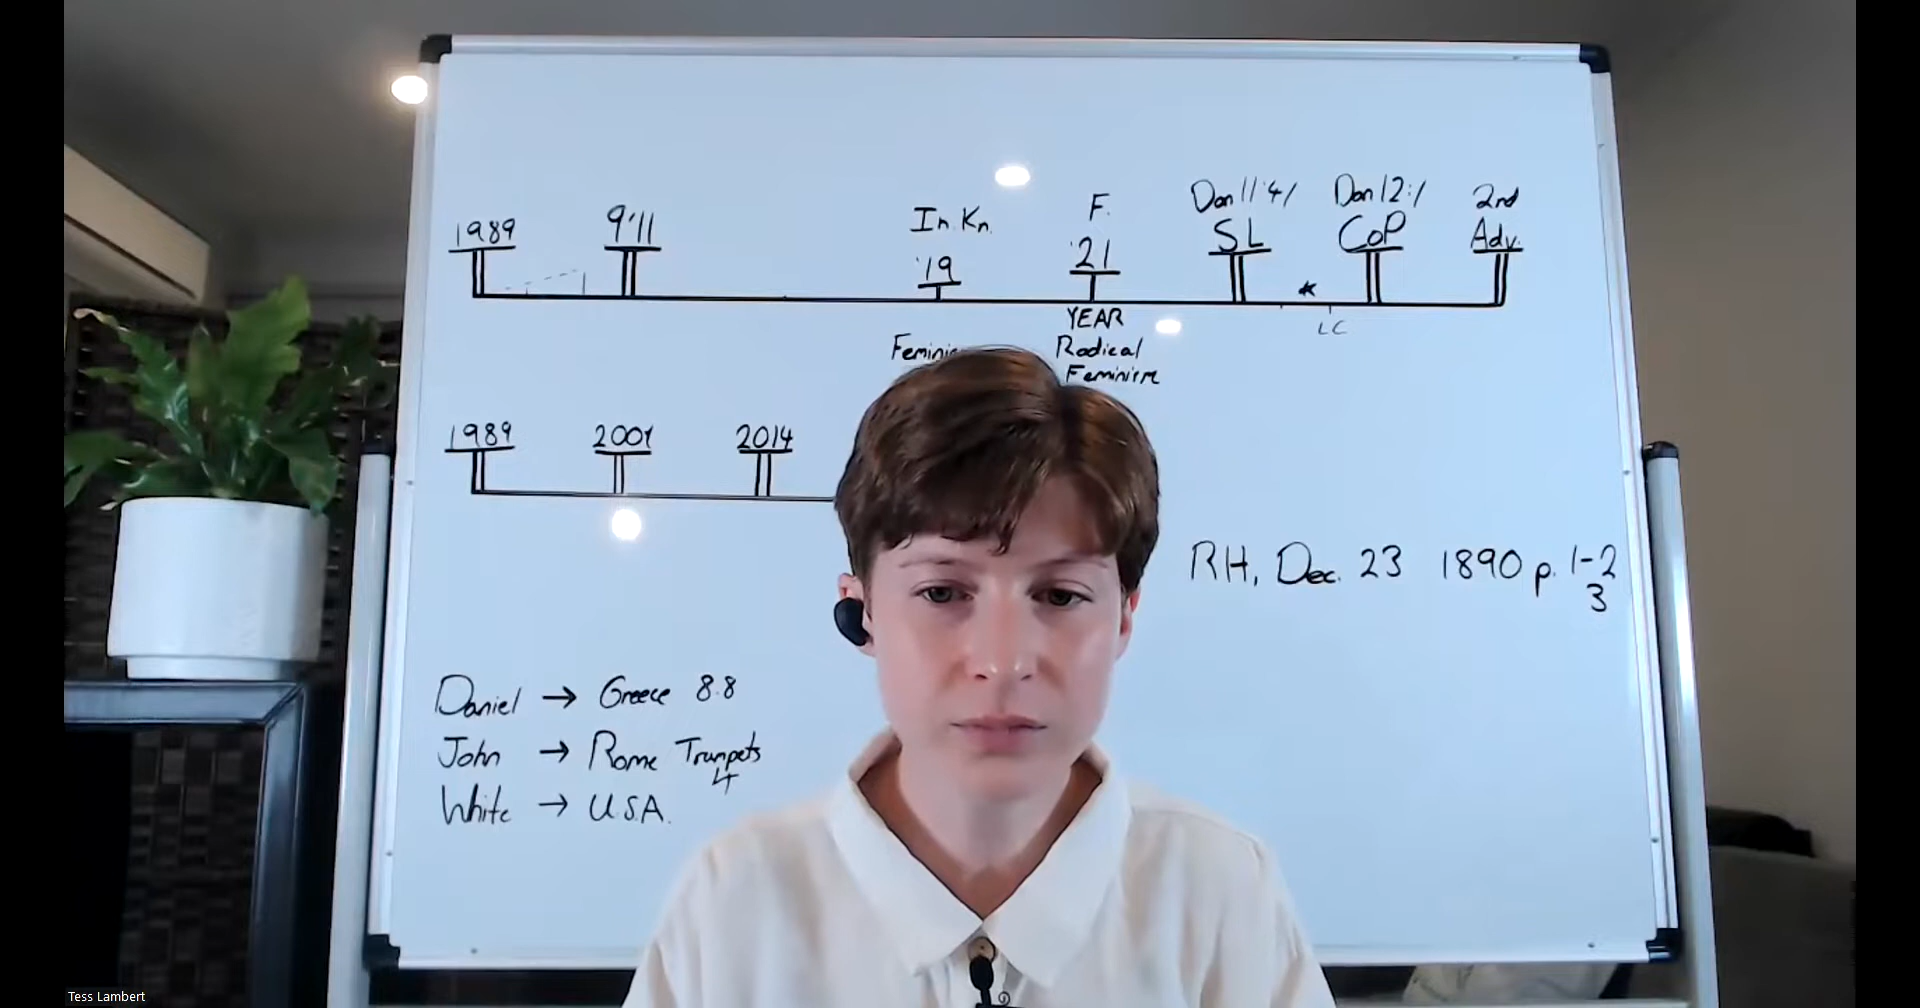 Dan 11:41 Dan 12:1 2nd
1989 9'11 In. Kn. F. SL CoP Adv.
'19 '21
YEAR
LC
Radical
Feminism
1989 2001 2014
RH, Dec. 23 1890 p. 1-2
3
Daniel → Greece 8.8
John → Rome Trumpets
4
White → U.S.A.
Tess Lambert